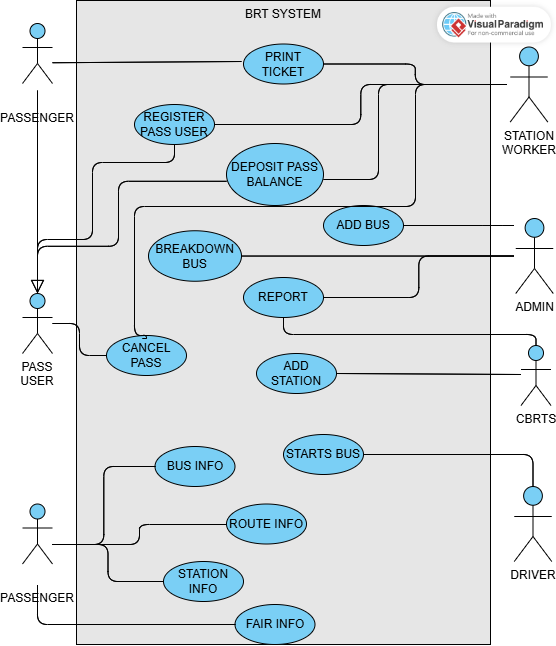 BRT SYSTEM
Made with
Visual Paradigm
For non-commercial use
PRINT
TICKET
PASSENGER
REGISTER
PASS USER
STATION
WORKER
DEPOSIT PASS
BALANCE
ADD BUS
BREAKDOWN
BUS
REPORT
ADMIN
CANCEL
PASS
PASS
USER
ADD
STATION
CBRTS
STARTS BUS
BUS INFO
ROUTE INFO
STATION
INFO
DRIVER
PASSENGER
FAIR INFO